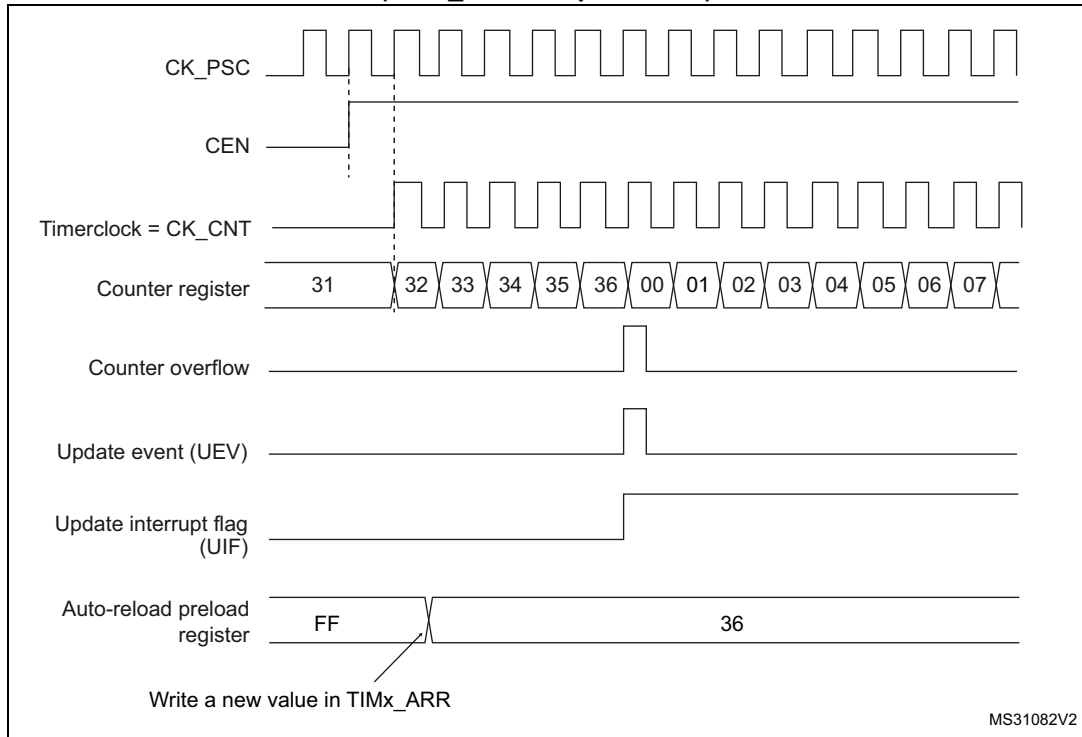 CK_PSC
CEN
Timerclock = CK_CNT
Counter register 31 32 33 34 35 36 00 01 02 03 04 05 06 07
Counter overflow
Update event (UEV)
Update interrupt flag
(UIF)
Auto-reload preload
register FF 36
Write a new value in TIMx_ARR
MS31082V2